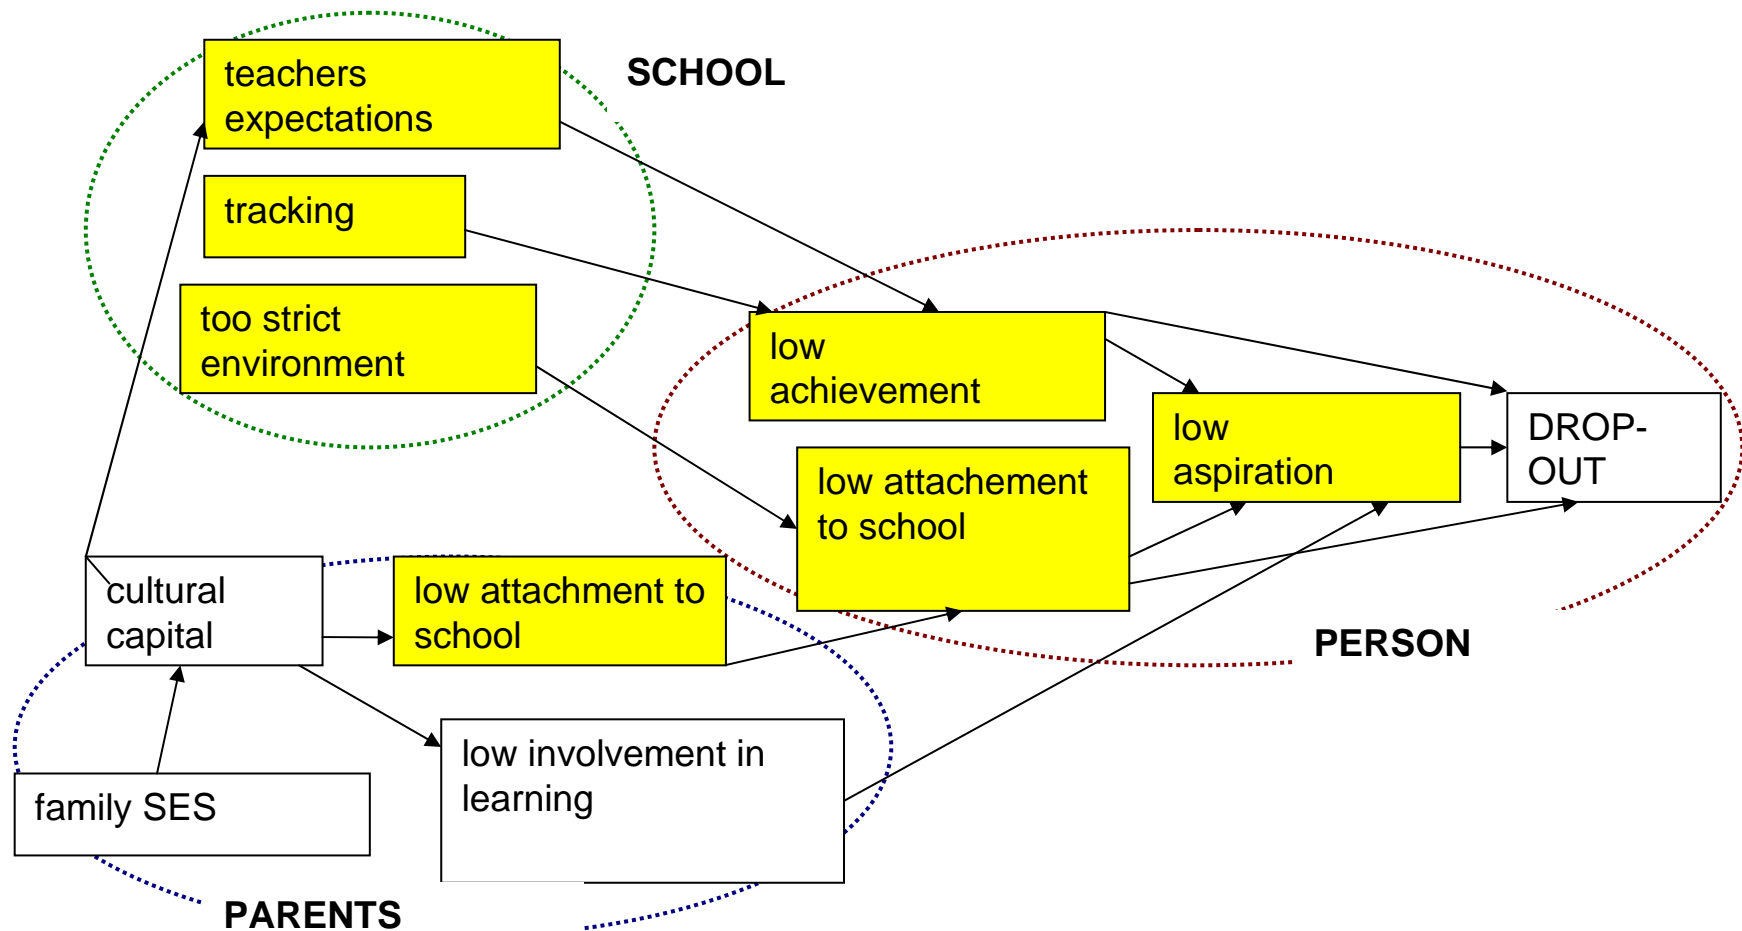 teachers
expectations
SCHOOL
tracking
too strict
environment
low
achievement
low
aspiration
DROP-
OUT
low attachement
to school
cultural
capital
low attachment to
school
PERSON
low involvement in
learning
family SES
PARENTS